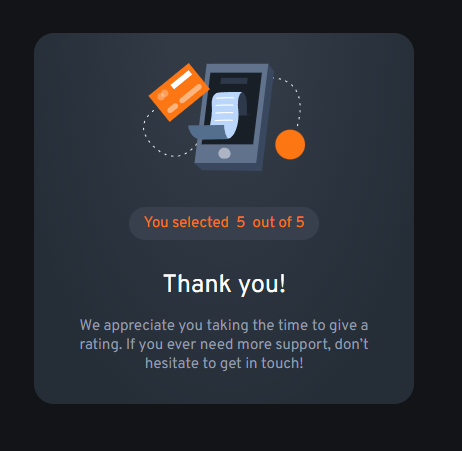 You selected 5 out of 5
Thank you!
We appreciate you taking the time to give a
rating. If you ever need more support, don’t
hesitate to get in touch!